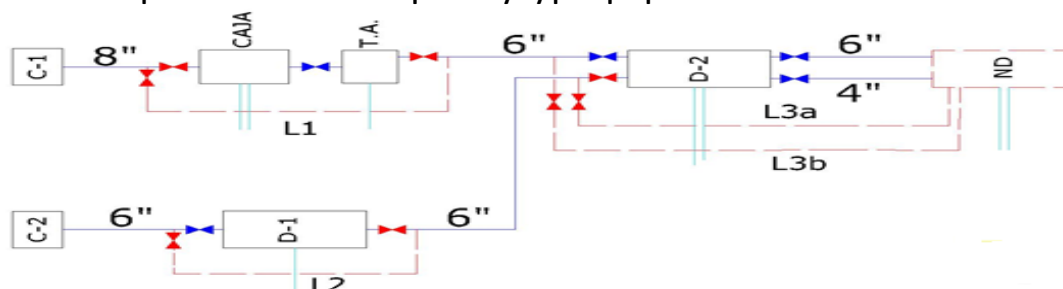 C-1
8"
CAJA
T.A.
6"
D-2
6"
4"
ND
L1
L3a
L3b
C-2
6"
D-1
6"
L2